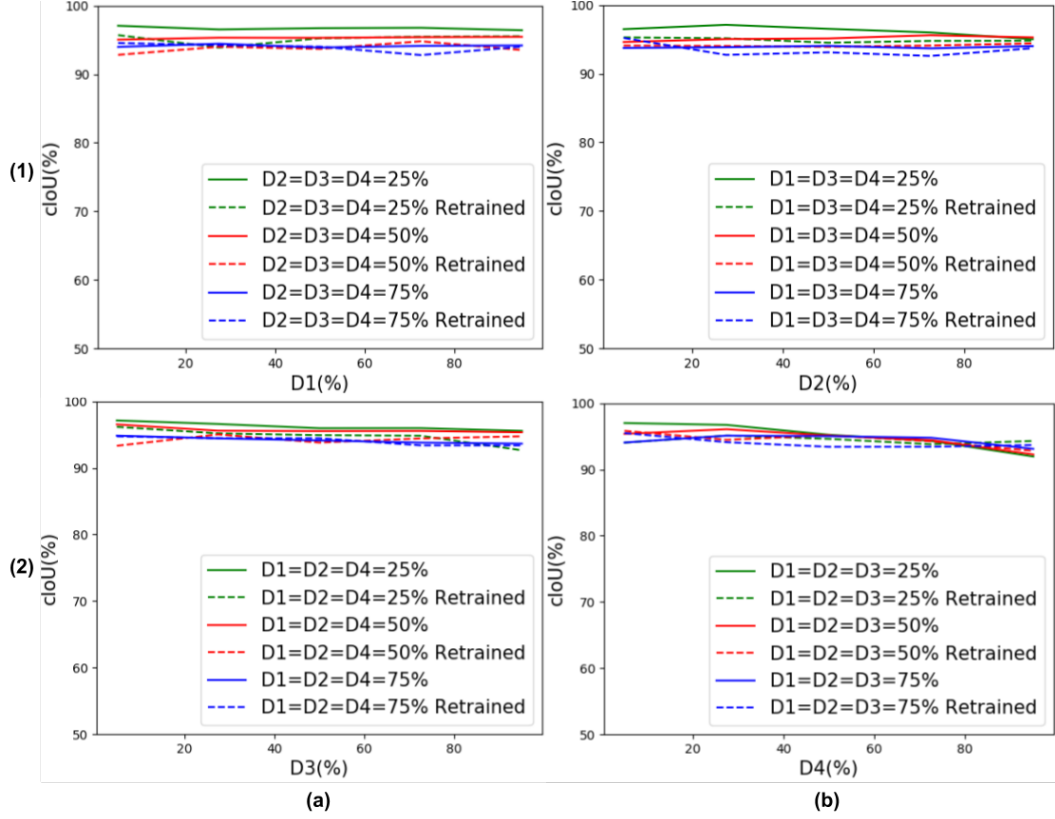 (1)
100
90
80
70
60
50
cIoU(%)
D2=D3=D4=25%
D2=D3=D4=25% Retrained
D2=D3=D4=50%
D2=D3=D4=50% Retrained
D2=D3=D4=75%
D2=D3=D4=75% Retrained
20 40 60 80
D1(%)
100
90
80
70
60
50
cIoU(%)
D1=D3=D4=25%
D1=D3=D4=25% Retrained
D1=D3=D4=50%
D1=D3=D4=50% Retrained
D1=D3=D4=75%
D1=D3=D4=75% Retrained
20 40 60 80
D2(%)
(2)
100
90
80
70
60
50
cIoU(%)
D1=D2=D4=25%
D1=D2=D4=25% Retrained
D1=D2=D4=50%
D1=D2=D4=50% Retrained
D1=D2=D4=75%
D1=D2=D4=75% Retrained
20 40 60 80
D3(%)
100
90
80
70
60
50
cIoU(%)
D1=D2=D3=25%
D1=D2=D3=25% Retrained
D1=D2=D3=50%
D1=D2=D3=50% Retrained
D1=D2=D3=75%
D1=D2=D3=75% Retrained
20 40 60 80
D4(%)
(a) (b)